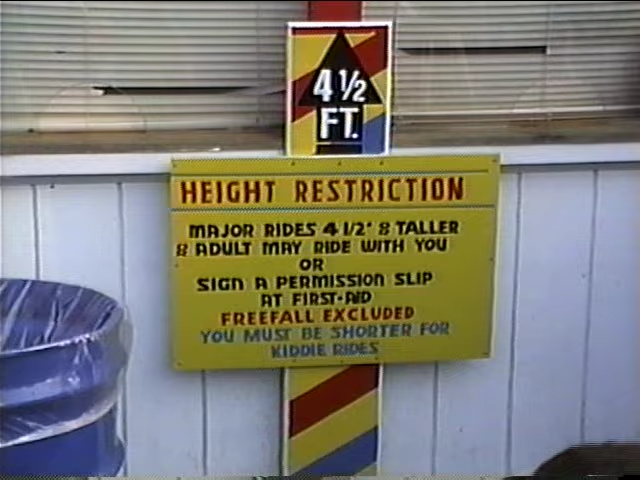 4 1/2
FT.
HEIGHT RESTRICTION
MAJOR RIDES 4 1/2' & TALLER
& ADULT MAY RIDE WITH YOU
OR
SIGN A PERMISSION SLIP
AT FIRST-AID
FREEFALL EXCLUDED
YOU MUST BE SHORTER FOR
KIDDIE RIDES